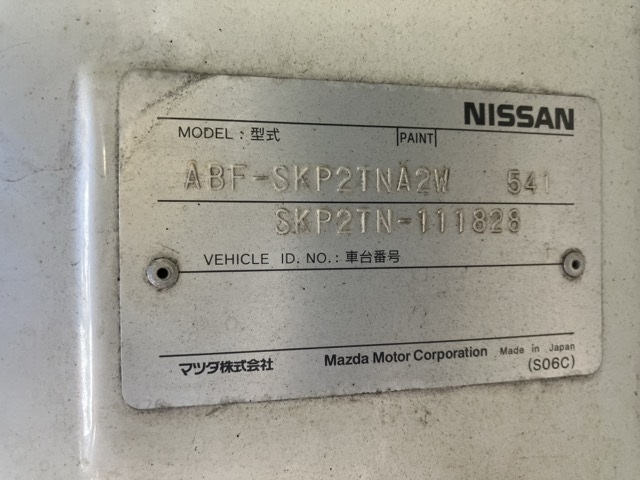 NISSAN
MODEL : 型式 PAINT
ABF-SKP2TNA2W 541
SKP2TN-111828
VEHICLE ID. NO. : 車台番号
マツダ株式会社 Mazda Motor Corporation Made in Japan
(S06C)